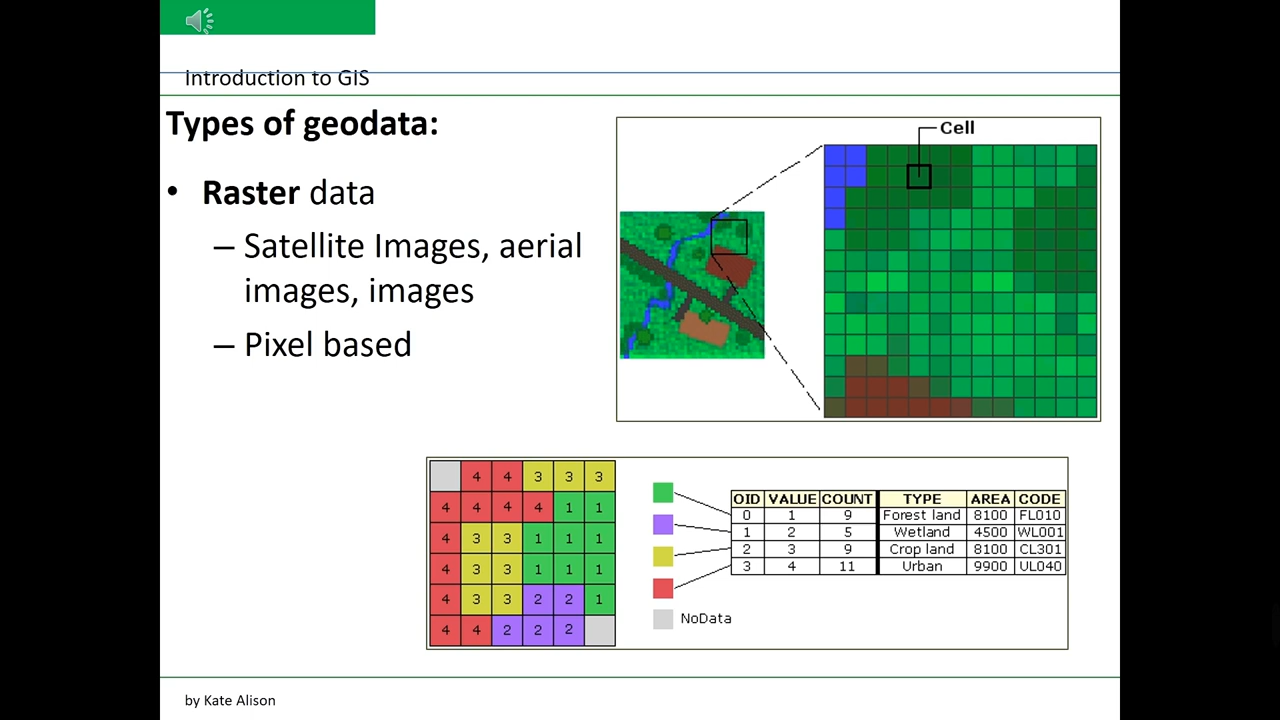 Introduction to GIS
Types of geodata:
• Raster data
– Satellite Images, aerial
images, images
– Pixel based
Cell
4 4 3 3 3
4 4 4 4 1 1
4 3 3 1 1 1
4 3 3 1 1 1
4 3 3 2 2 1
4 4 2 2 2
OID VALUE COUNT TYPE AREA CODE
0 1 9 Forest land 8100 FL010
1 2 5 Wetland 4500 WL001
2 3 9 Crop land 8100 CL301
3 4 11 Urban 9900 UL040
NoData
by Kate Alison